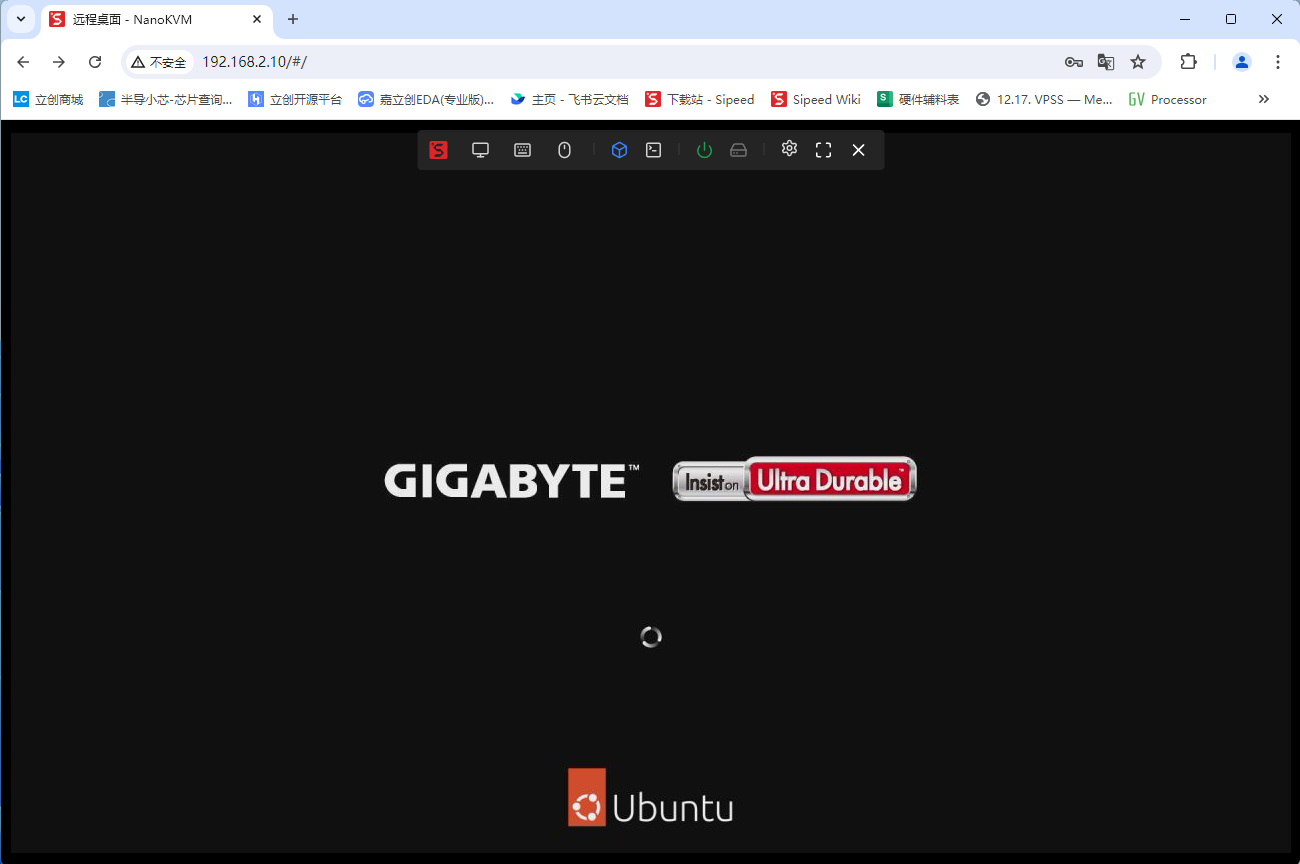 远程桌面 - NanoKVM
不安全 192.168.2.10/#/
LC 立创商城 半导小芯-芯片查询... 立创开源平台 嘉立创EDA(专业版)... 主页 - 飞书云文档 S 下载站 - Sipeed S Sipeed Wiki S 硬件辅料表 12.17. VPSS — Me... GV Processor
GIGABYTE™ Insist on Ultra Durable™
Ubuntu